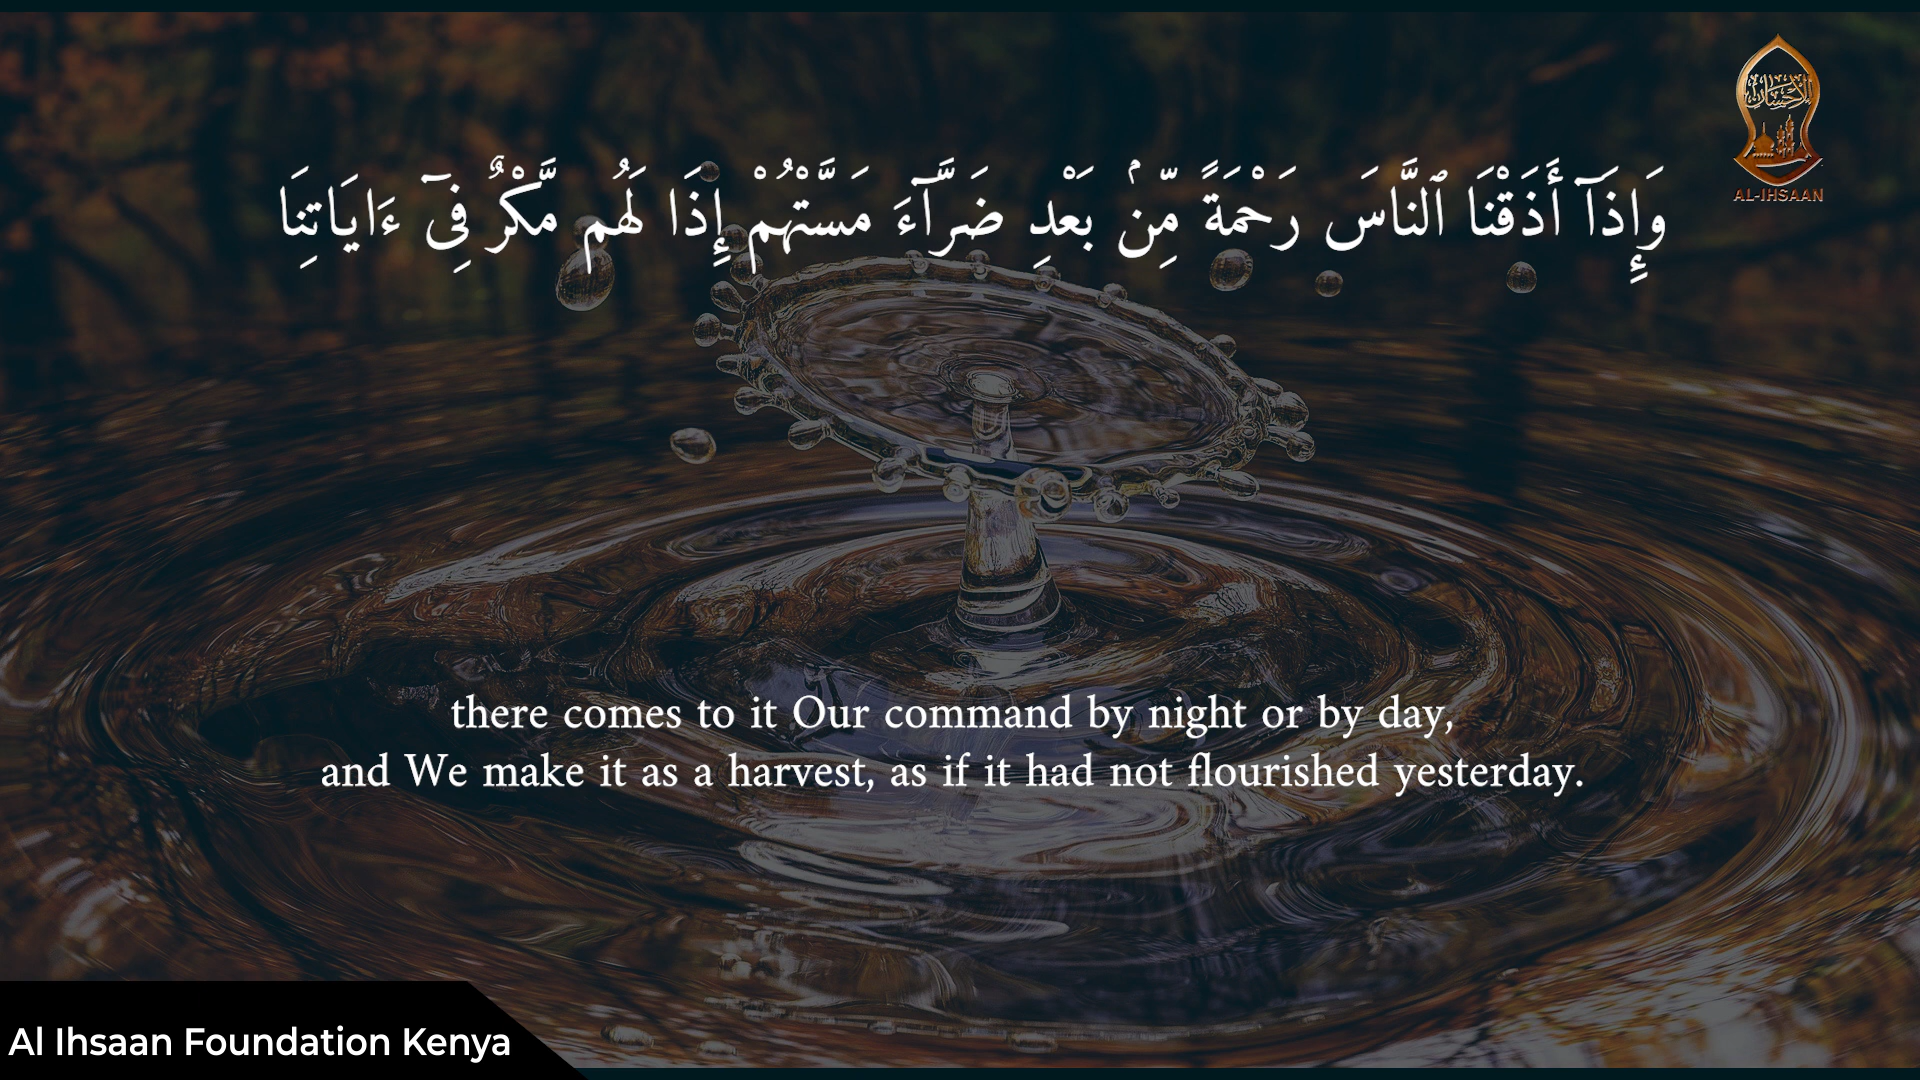 وَإِذَآ أَذَقْنَا ٱلنَّاسَ رَحْمَةً مِّنۢ بَعْدِ ضَرَّآءَ مَسَّتْهُمْ إِذَا لَهُم مَّكْرٌ فِىٓ ءَايَاتِنَا
الإحسان
AL-IHSAAN
there comes to it Our command by night or by day,
and We make it as a harvest, as if it had not flourished yesterday.
Al Ihsaan Foundation Kenya